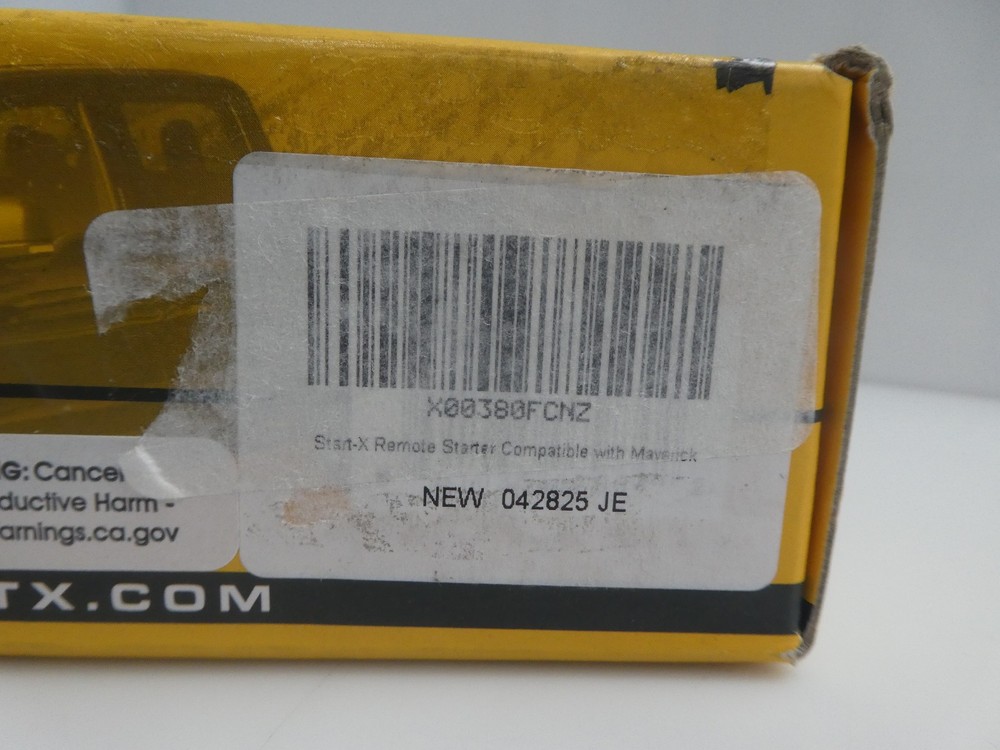 X00380FCNZ
Start-X Remote Starter Compatible with Maverick
NEW 042825 JE
G: Cancer
ductive Harm -
arnings.ca.gov
TX.COM